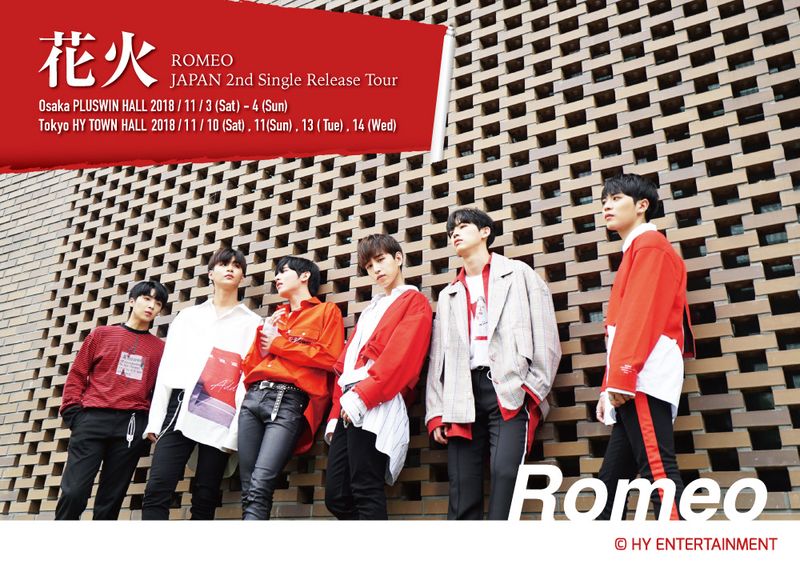 花火
ROMEO
JAPAN 2nd Single Release Tour
Osaka PLUSWIN HALL 2018 / 11 / 3 (Sat) - 4 (Sun)
Tokyo HY TOWN HALL 2018 / 11 / 10 (Sat) , 11(Sun) , 13 ( Tue) , 14 (Wed)
Romeo
© HY ENTERTAINMENT